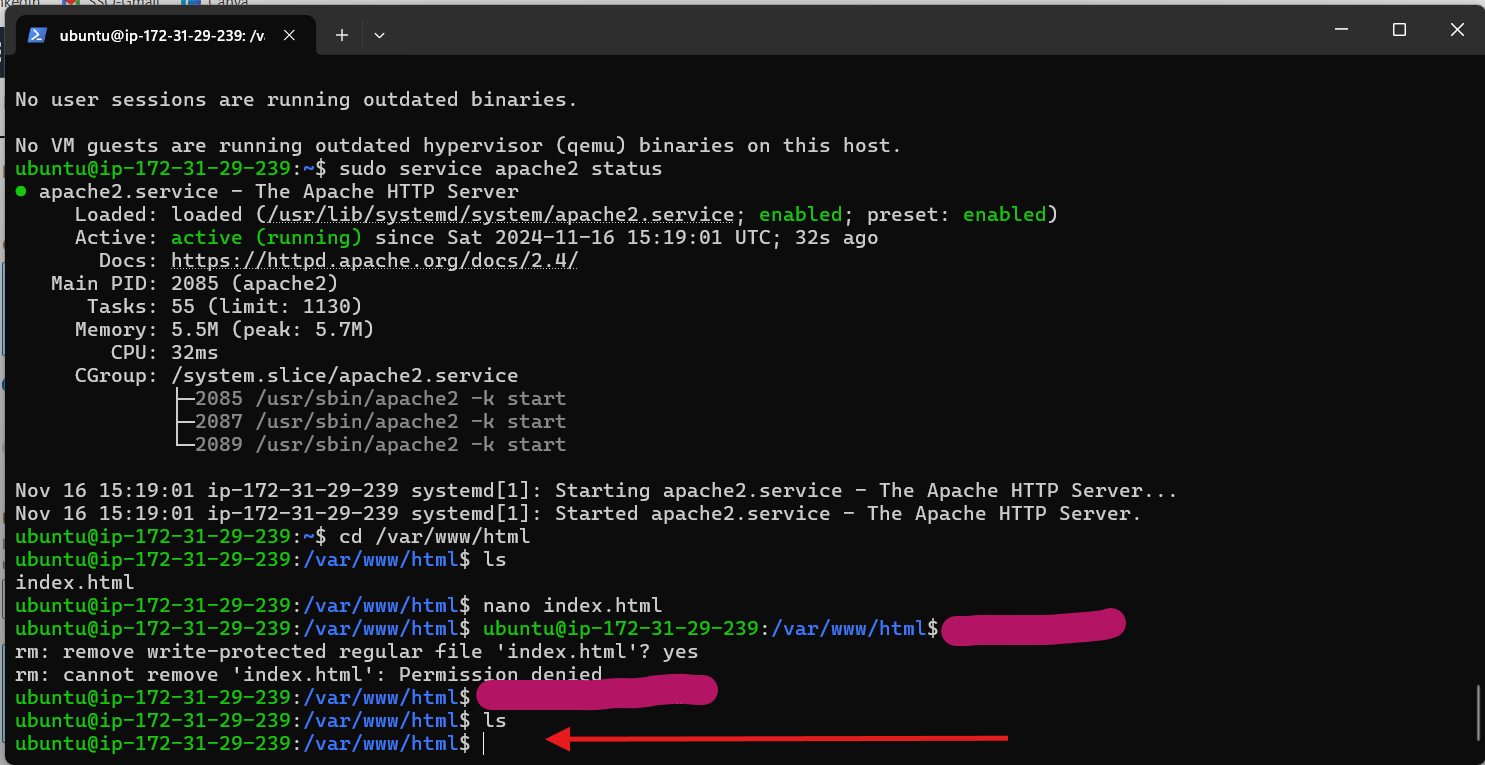 SSO-Gmail Canva
ubuntu@ip-172-31-29-239: /v
No user sessions are running outdated binaries.
No VM guests are running outdated hypervisor (qemu) binaries on this host.
ubuntu@ip-172-31-29-239:~$ sudo service apache2 status
● apache2.service - The Apache HTTP Server
Loaded: loaded (/usr/lib/systemd/system/apache2.service; enabled; preset: enabled)
Active: active (running) since Sat 2024-11-16 15:19:01 UTC; 32s ago
Docs: https://httpd.apache.org/docs/2.4/
Main PID: 2085 (apache2)
Tasks: 55 (limit: 1130)
Memory: 5.5M (peak: 5.7M)
CPU: 32ms
CGroup: /system.slice/apache2.service
├─2085 /usr/sbin/apache2 -k start
├─2087 /usr/sbin/apache2 -k start
└─2089 /usr/sbin/apache2 -k start
Nov 16 15:19:01 ip-172-31-29-239 systemd[1]: Starting apache2.service - The Apache HTTP Server...
Nov 16 15:19:01 ip-172-31-29-239 systemd[1]: Started apache2.service - The Apache HTTP Server.
ubuntu@ip-172-31-29-239:~$ cd /var/www/html
ubuntu@ip-172-31-29-239:/var/www/html$ ls
index.html
ubuntu@ip-172-31-29-239:/var/www/html$ nano index.html
ubuntu@ip-172-31-29-239:/var/www/html$ ubuntu@ip-172-31-29-239:/var/www/html$
rm: remove write-protected regular file 'index.html'? yes
rm: cannot remove 'index.html': Permission denied
ubuntu@ip-172-31-29-239:/var/www/html$
ubuntu@ip-172-31-29-239:/var/www/html$ ls
ubuntu@ip-172-31-29-239:/var/www/html$